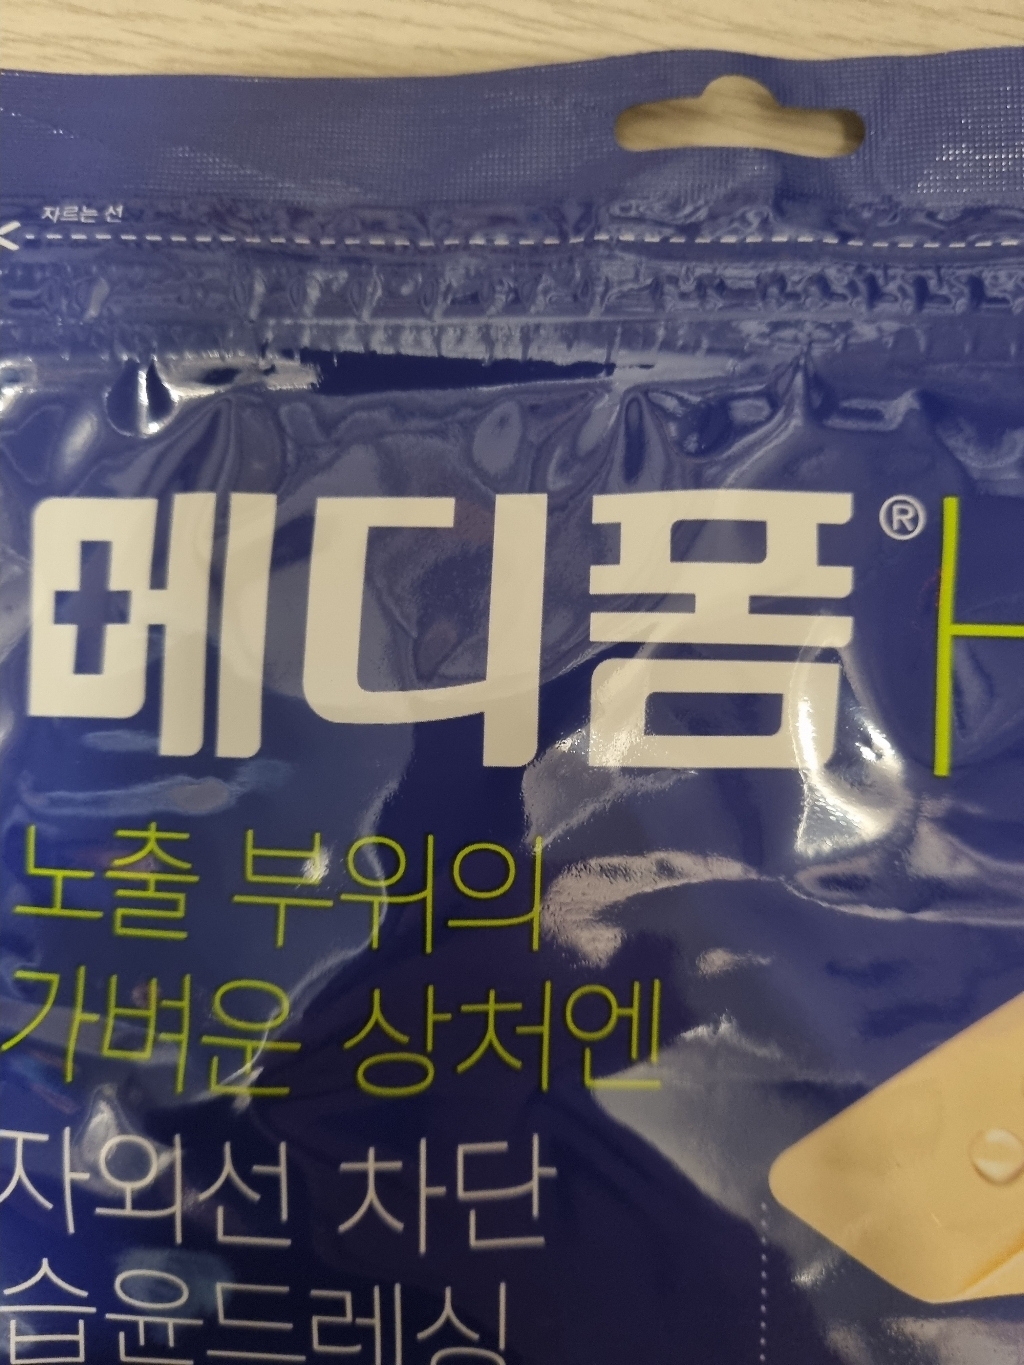 자르는 선
메디폼®H
노출 부위의
가벼운 상처엔
자외선 차단
습윤드레싱